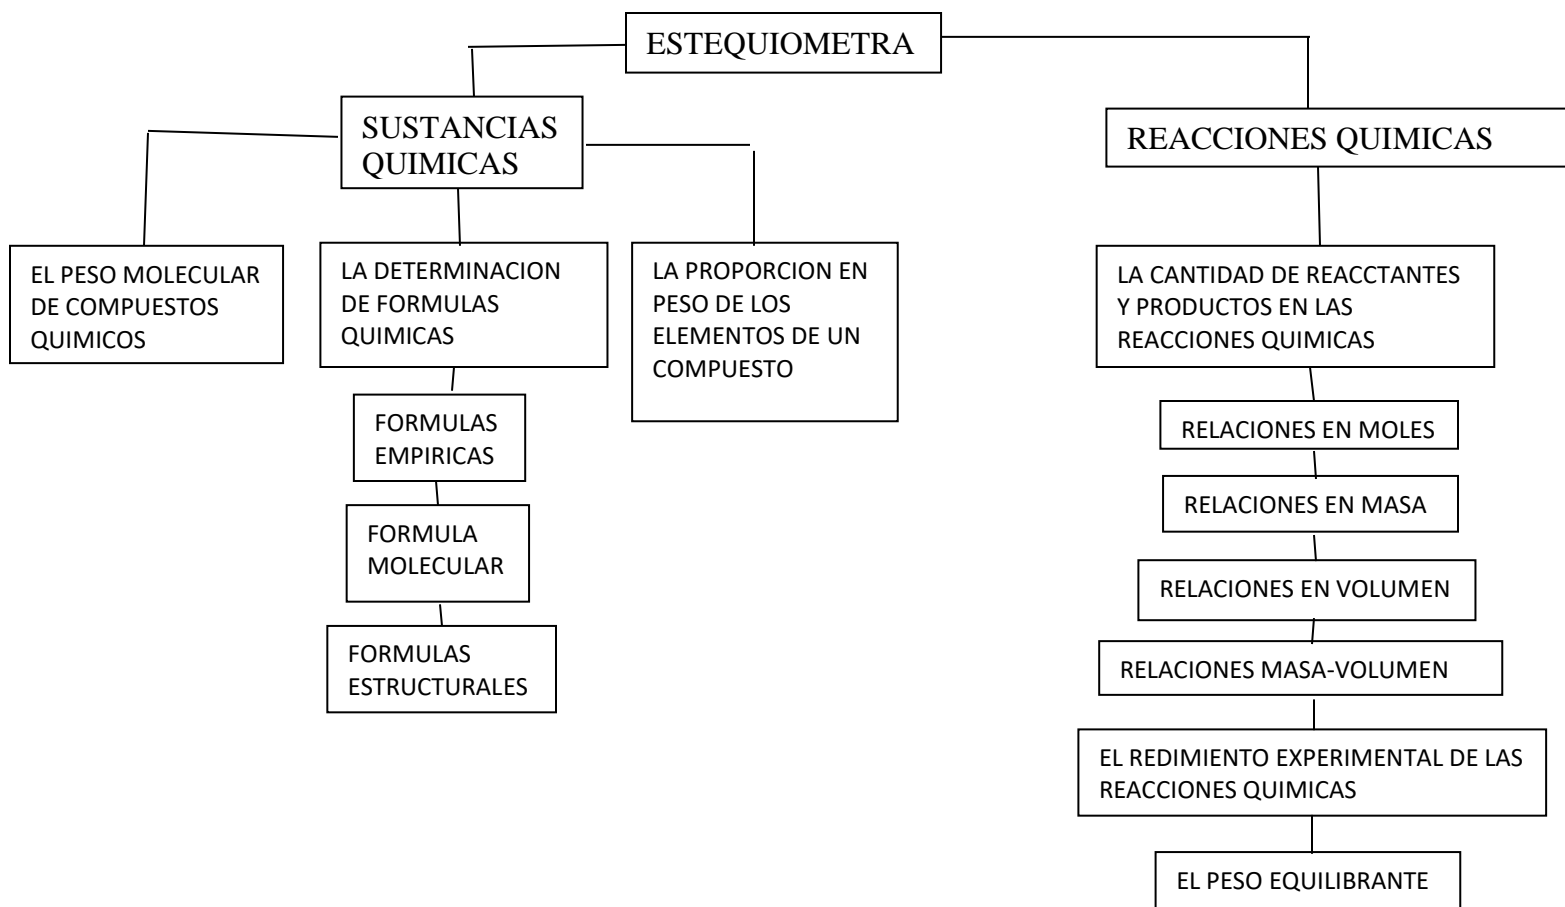 ESTEQUIOMETRA
SUSTANCIAS
QUIMICAS
REACCIONES QUIMICAS
EL PESO MOLECULAR
DE COMPUESTOS
QUIMICOS
LA DETERMINACION
DE FORMULAS
QUIMICAS
LA PROPORCION EN
PESO DE LOS
ELEMENTOS DE UN
COMPUESTO
LA CANTIDAD DE REACCTANTES
Y PRODUCTOS EN LAS
REACCIONES QUIMICAS
FORMULAS
EMPIRICAS
FORMULA
MOLECULAR
FORMULAS
ESTRUCTURALES
RELACIONES EN MOLES
RELACIONES EN MASA
RELACIONES EN VOLUMEN
RELACIONES MASA-VOLUMEN
EL REDIMIENTO EXPERIMENTAL DE LAS
REACCIONES QUIMICAS
EL PESO EQUILIBRANTE